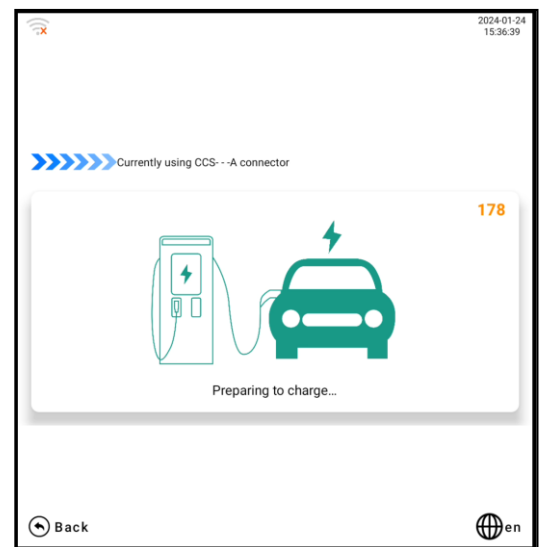 2024-01-24
15:36:39
Currently using CCS- - -A connector
178
Preparing to charge...
Back
en